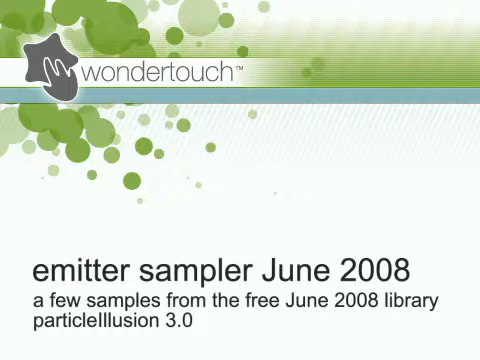 wondertouch™
emitter sampler June 2008
a few samples from the free June 2008 library
particleIllusion 3.0